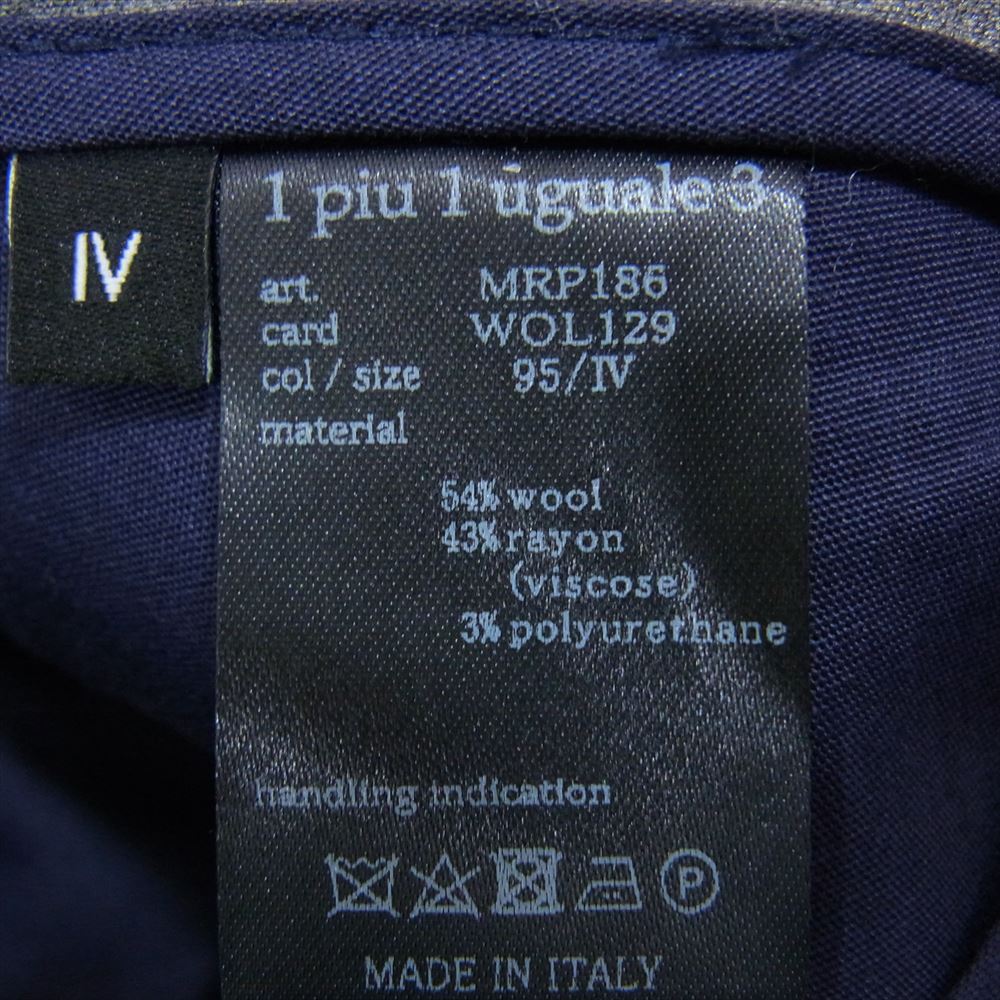 IV
1 piu 1 uguale 3
art. MRP186
card WOL129
col / size 95/IV
material
54% wool
43% rayon
(viscose)
3% polyurethane
handling indication
P
MADE IN ITALY